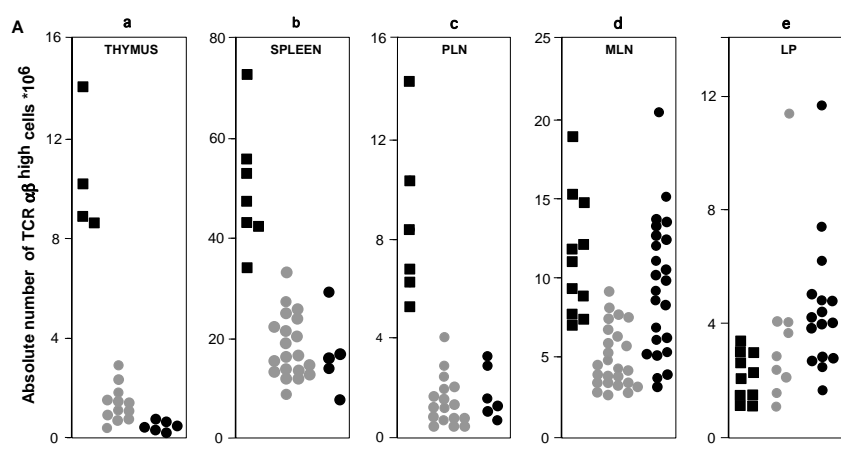 A
a
b
c
d
e
THYMUS
SPLEEN
PLN
MLN
LP
Absolute number of TCR αβ high cells *10⁶
16
12
8
4
0
80
60
40
20
0
16
12
8
4
0
25
20
15
10
5
0
12
8
4
0